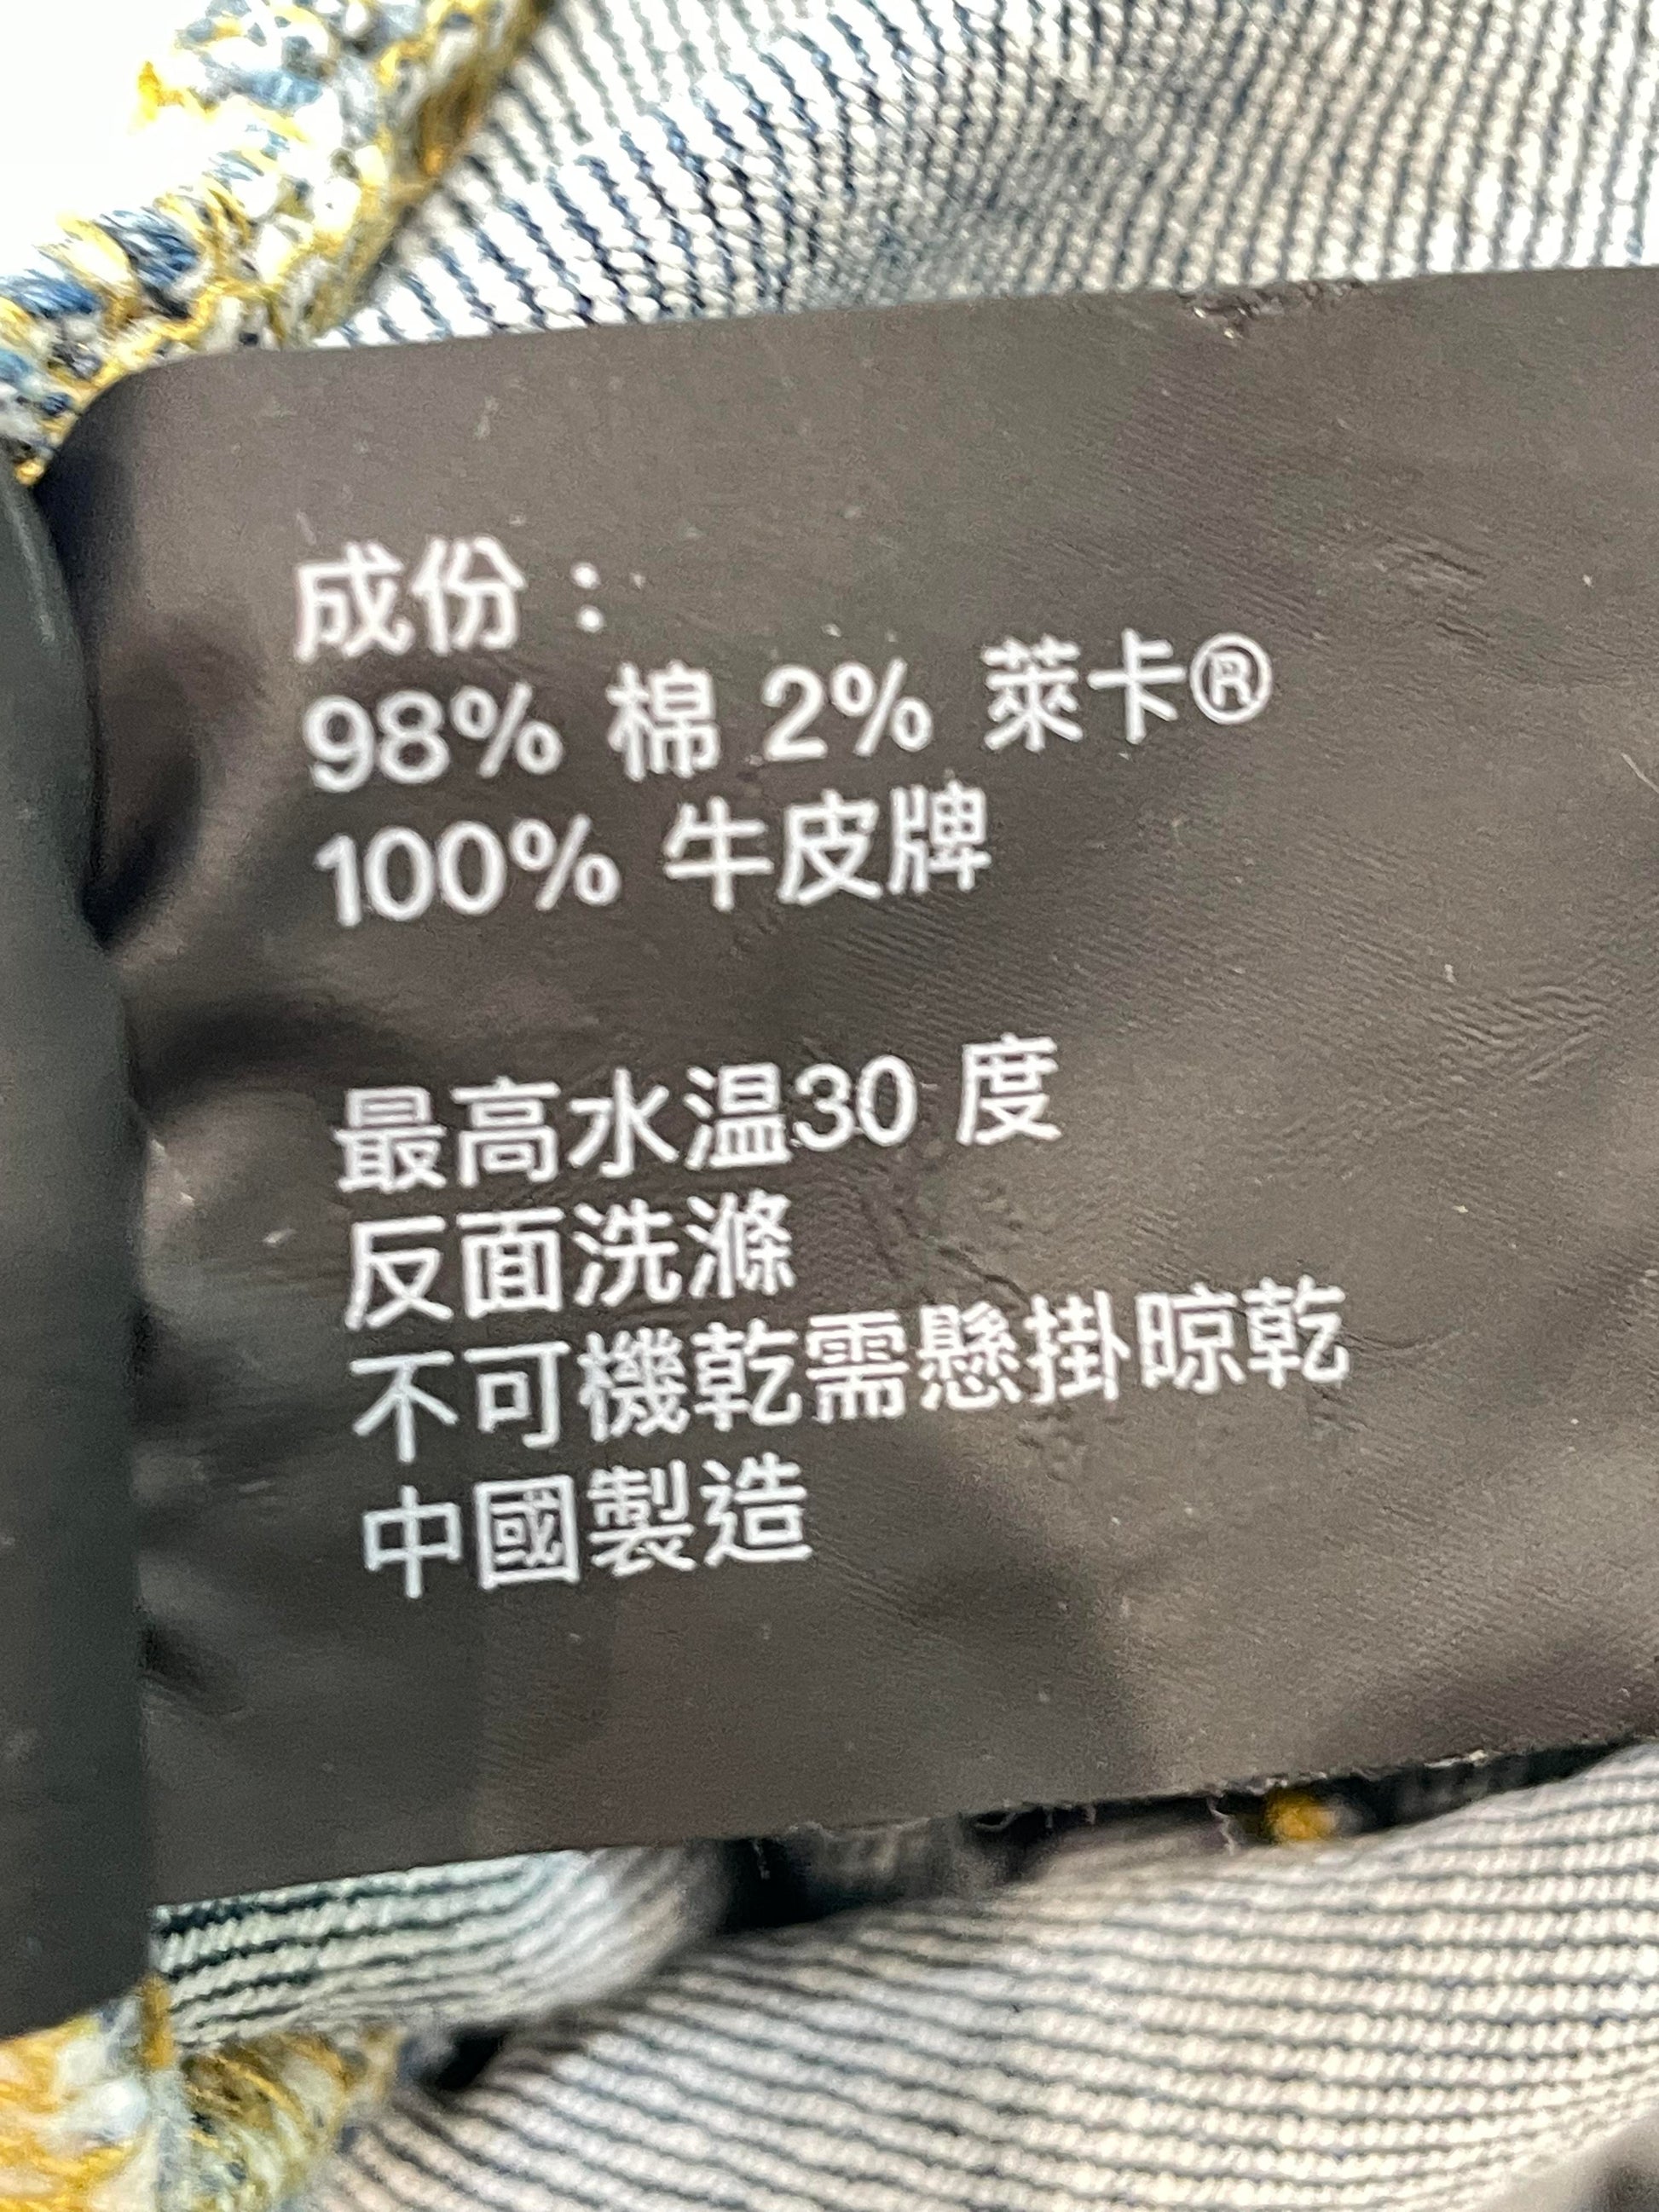 成份：
98% 棉 2% 萊卡®
100% 牛皮牌
最高水温30 度
反面洗滌
不可機乾需懸掛晾乾
中國製造